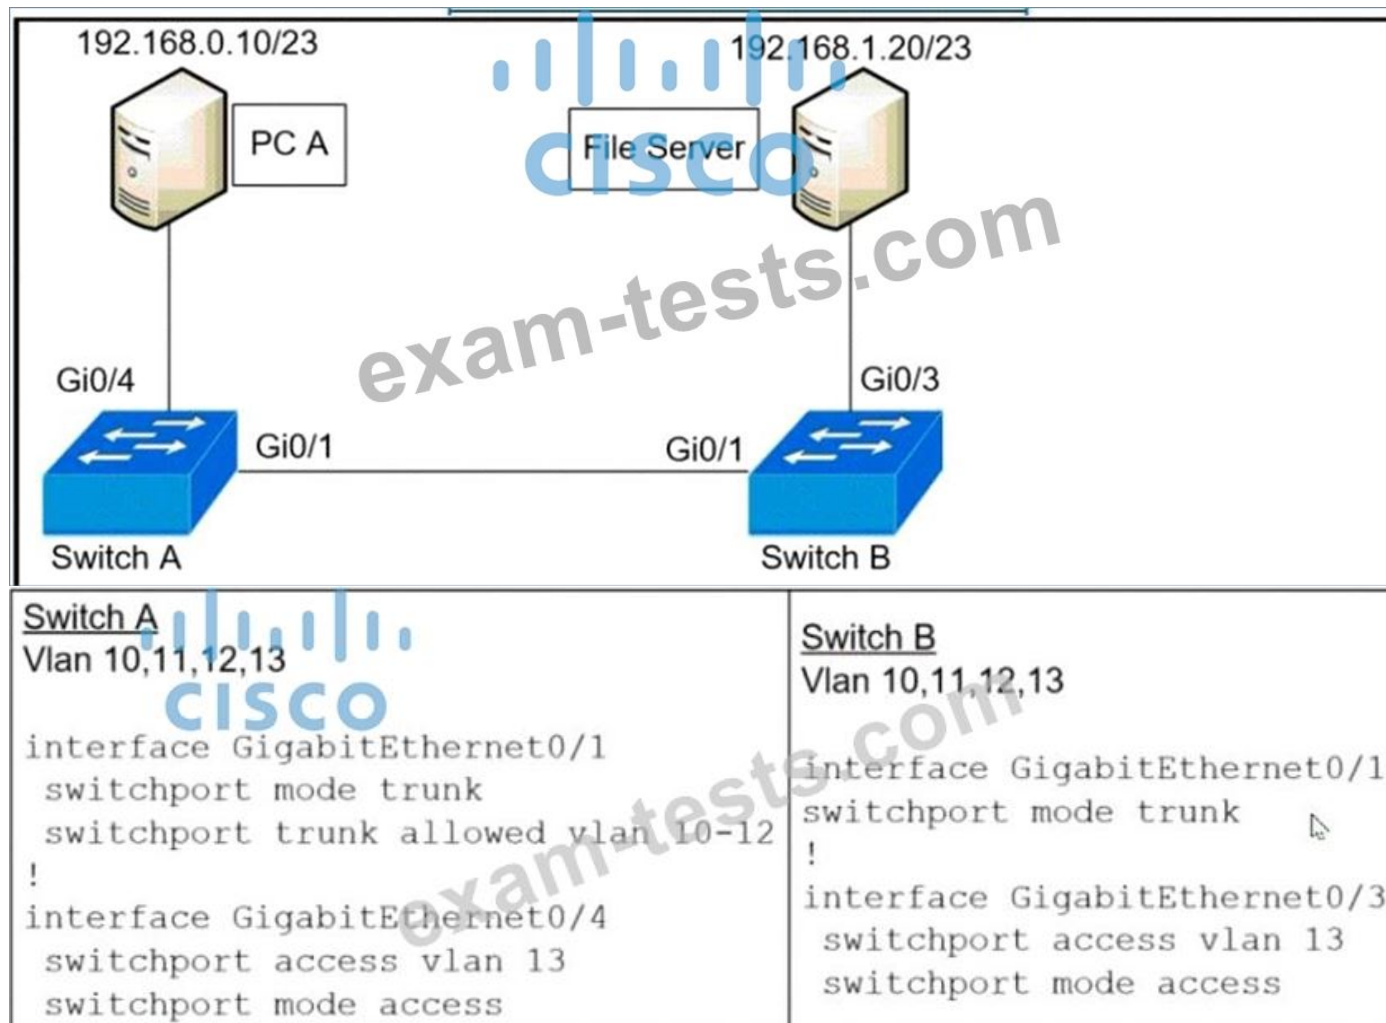 192.168.0.10/23
192.168.1.20/23
PC A
File Server
CISCO
exam-tests.com
Gi0/4
Gi0/3
Gi0/1
Gi0/1
Switch A
Switch B
Switch A
Vlan 10,11,12,13
CISCO
interface GigabitEthernet0/1
switchport mode trunk
switchport trunk allowed vlan 10-12
!
interface GigabitEthernet0/4
switchport access vlan 13
switchport mode access
Switch B
Vlan 10,11,12,13
interface GigabitEthernet0/1
switchport mode trunk
!
interface GigabitEthernet0/3
switchport access vlan 13
switchport mode access
exam-tests.com